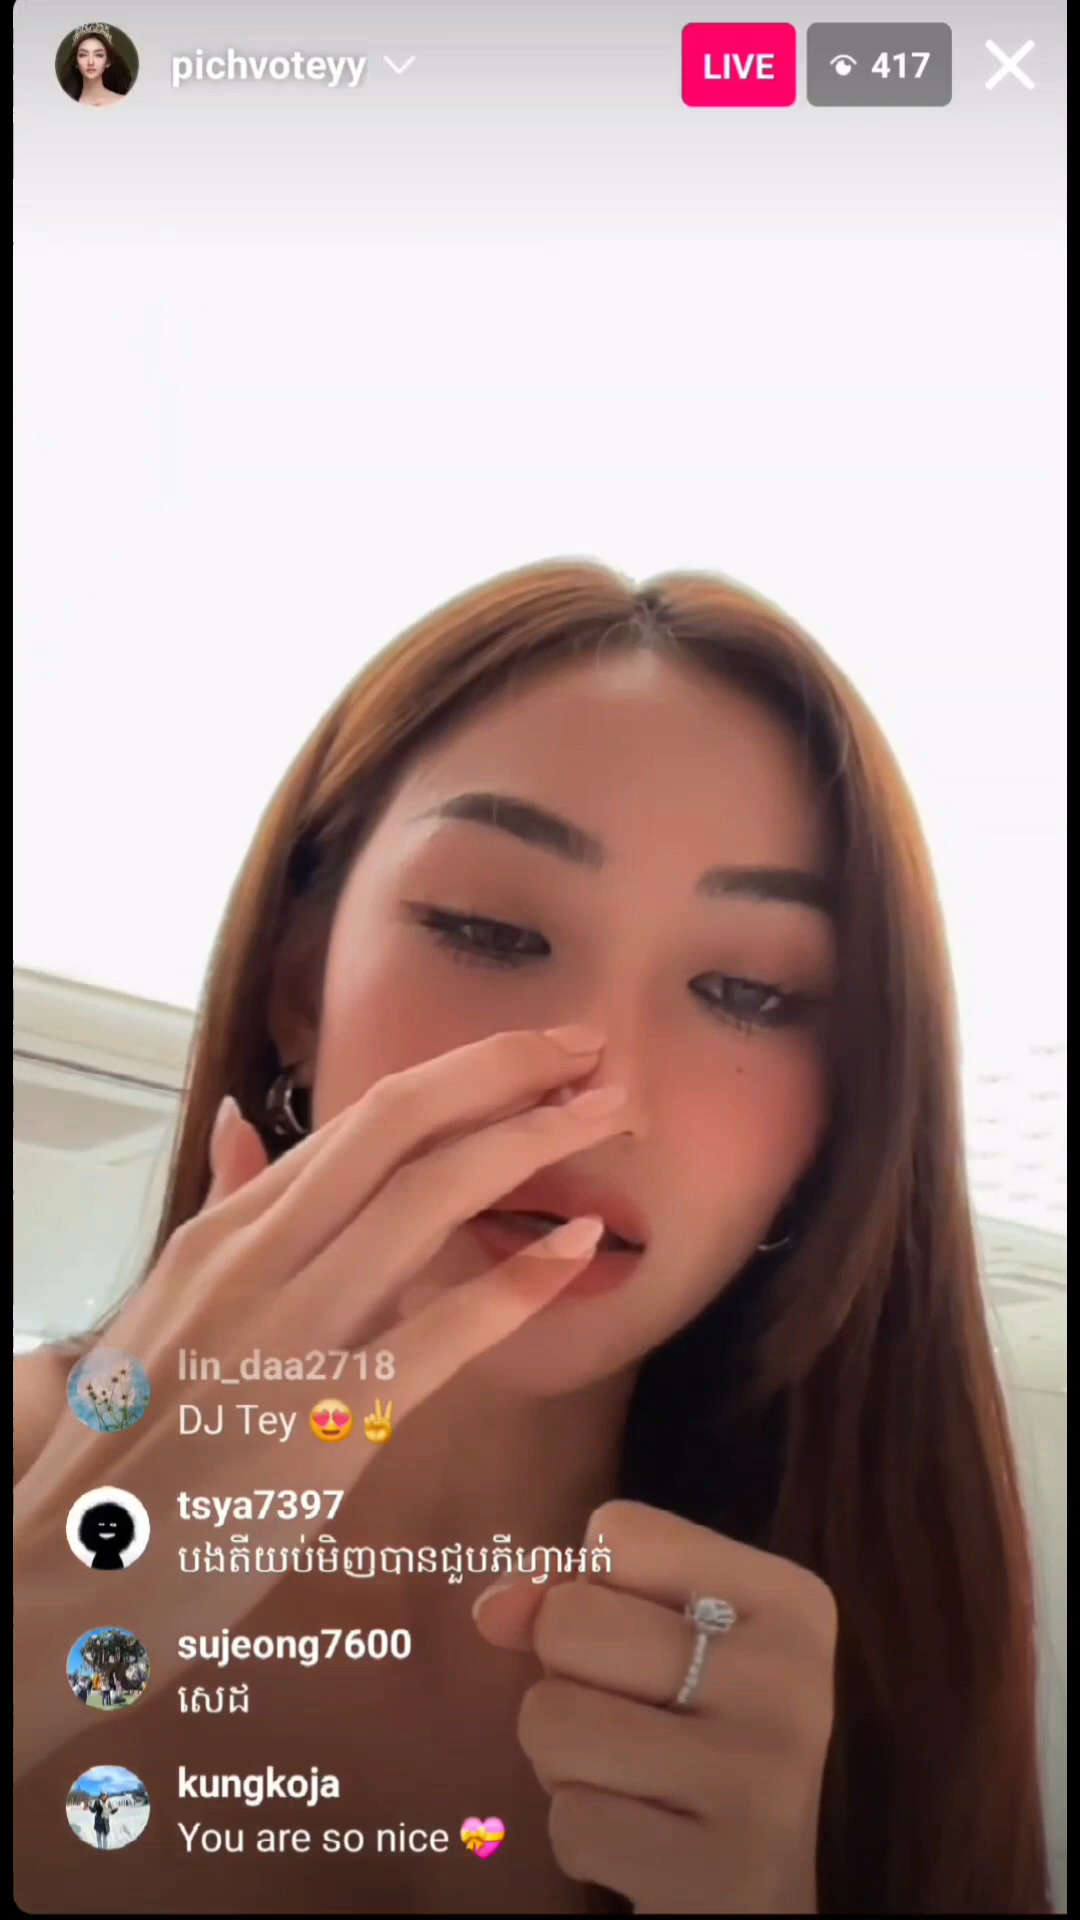 pichvoteyy
LIVE
417
lin_daa2718
DJ Tey 😍✌
tsya7397
បងតីយប់មិញបានជួបភីហ្វាអត់
sujeong7600
សេដ
kungkoja
You are so nice 💝